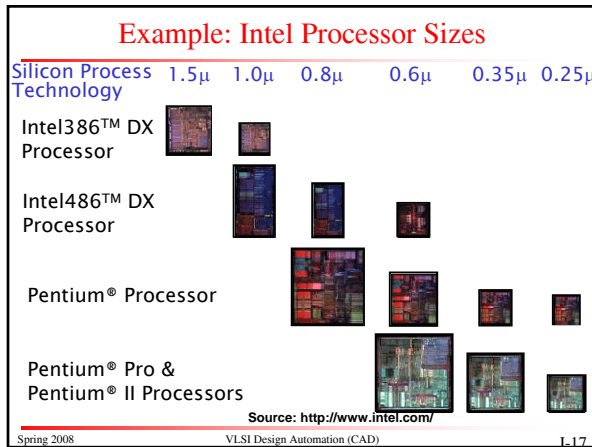 Example: Intel Processor Sizes
Silicon Process 1.5µ 1.0µ 0.8µ 0.6µ 0.35µ 0.25µ
Technology
Intel386™ DX
Processor
Intel486™ DX
Processor
Pentium® Processor
Pentium® Pro &
Pentium® II Processors
Source: http://www.intel.com/
Spring 2008 VLSI Design Automation (CAD) I-17